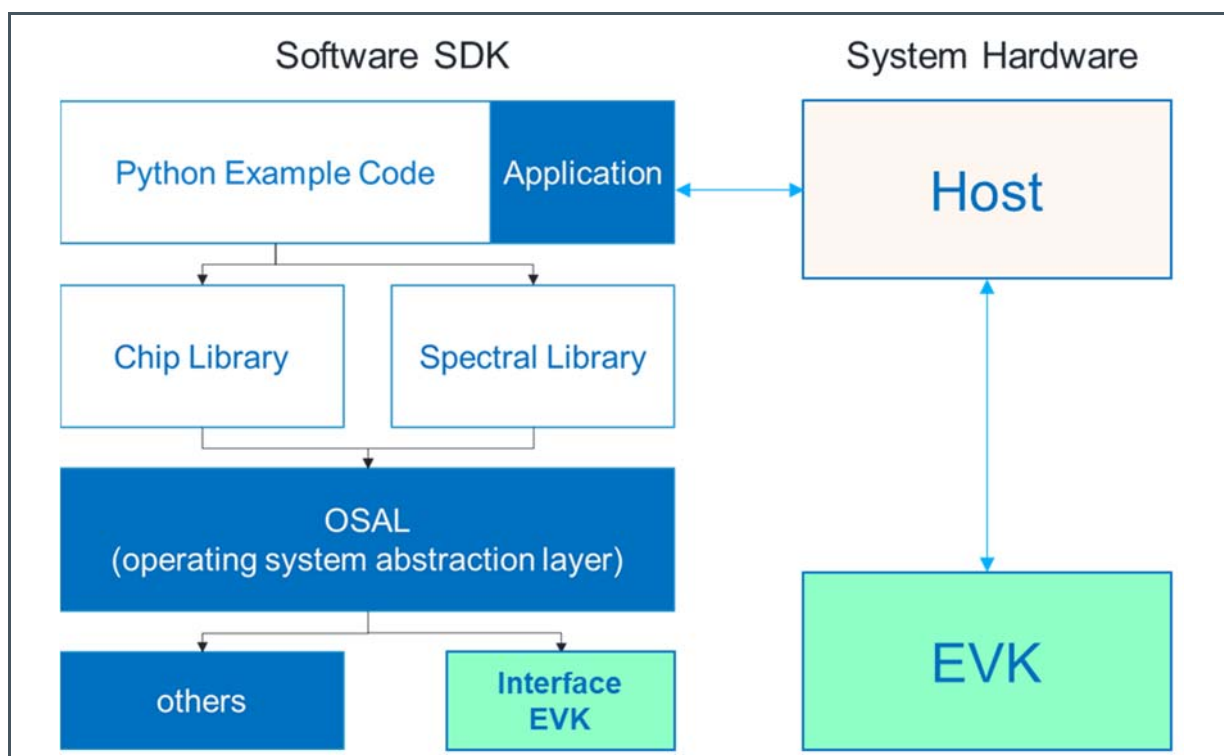 Software SDK
System Hardware
Python Example Code
Application
Host
Chip Library
Spectral Library
OSAL
(operating system abstraction layer)
others
Interface
EVK
EVK